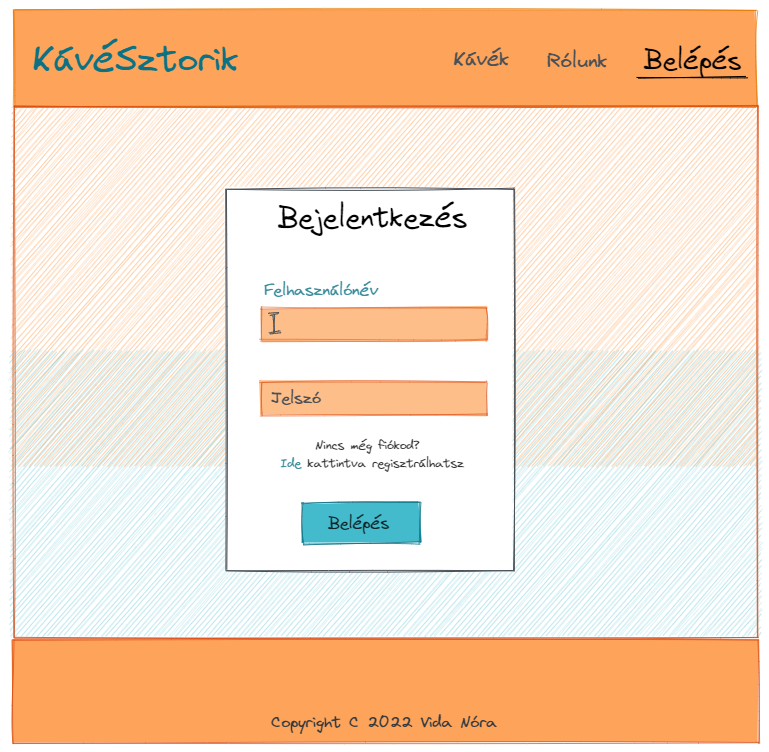 KávéSztorik
Kávék
Rólunk
Belépés
Bejelentkezés
Felhasználónév
Jelszó
Nincs még fiókod?
Ide kattintva regisztrálhatsz
Belépés
Copyright C 2022 Vida Nóra